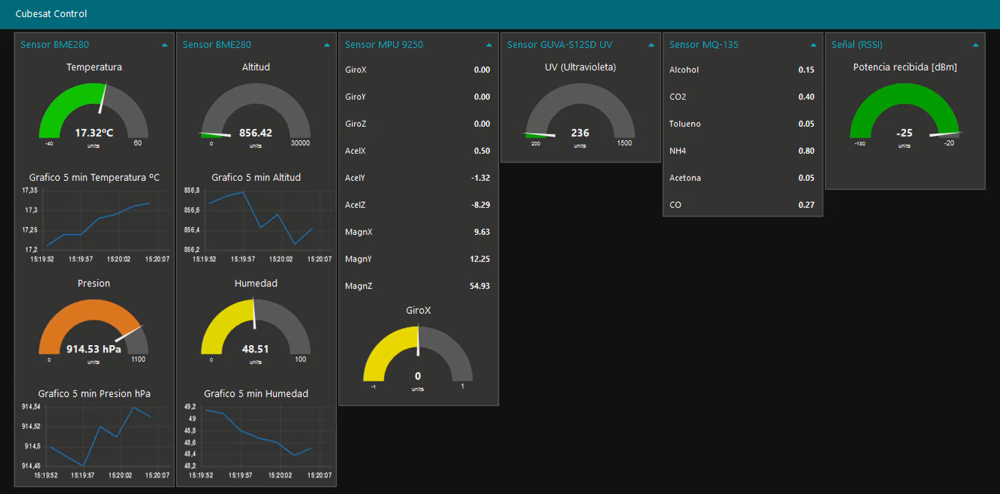 Cubesat Control
Sensor BME280
Temperatura
17.32ºC
units
-40
60
Grafico 5 min Temperatura ºC
17,35
17,3
17,25
17,2
15:19:52 15:19:57 15:20:02 15:20:07
Presion
914.53 hPa
units
0
1100
Grafico 5 min Presion hPa
914,54
914,52
914,5
914,48
15:19:52 15:19:57 15:20:02 15:20:07
Sensor BME280
Altitud
856.42
units
0
30000
Grafico 5 min Altitud
856,8
856,6
856,4
856,2
15:19:52 15:19:57 15:20:02 15:20:07
Humedad
48.51
units
0
100
Grafico 5 min Humedad
49,2
49
48,8
48,6
48,4
48,2
15:19:52 15:19:57 15:20:02 15:20:07
Sensor MPU 9250
GiroX 0.00
GiroY 0.00
GiroZ 0.00
AcelX 0.50
AcelY -1.32
AcelZ -8.29
MagnX 9.63
MagnY 12.25
MagnZ 54.93
GiroX
0
units
-1
1
Sensor GUVA-S12SD UV
UV (Ultravioleta)
236
units
200
1500
Sensor MQ-135
Alcohol 0.15
CO2 0.40
Tolueno 0.05
NH4 0.80
Acetona 0.05
CO 0.27
Señal (RSSI)
Potencia recibida [dBm]
-25
units
-180
-20